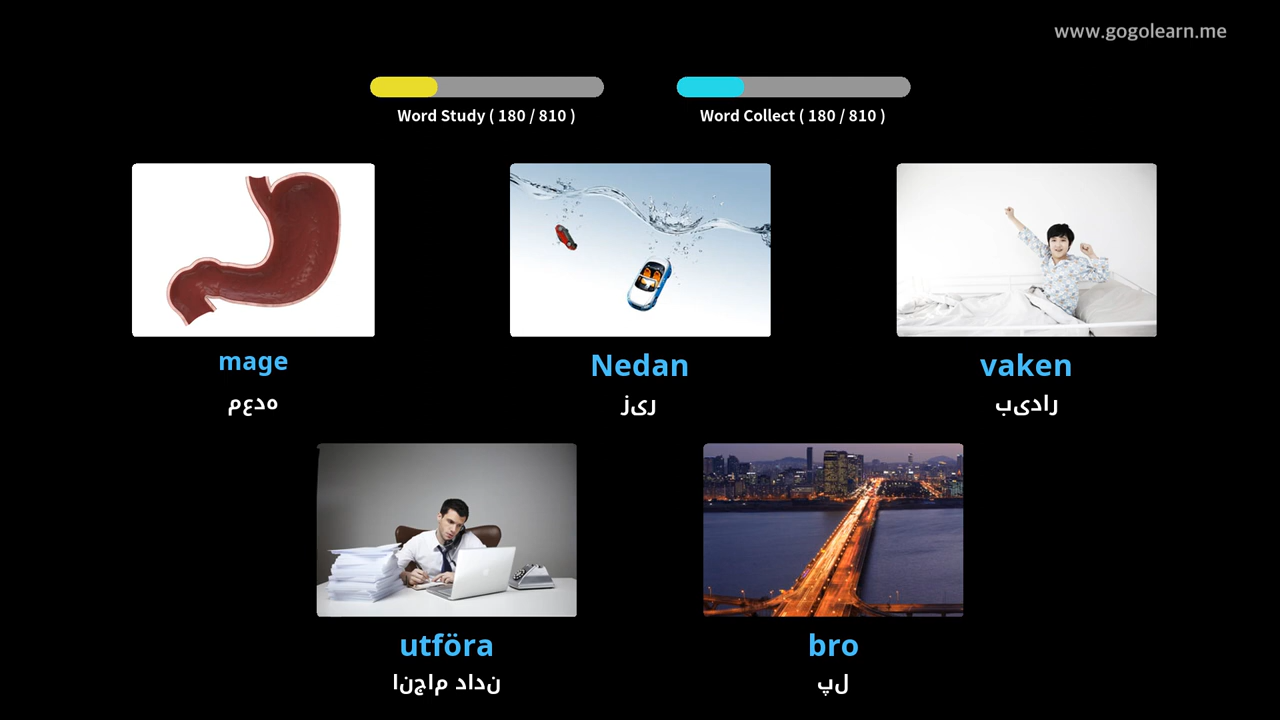 www.gogolearn.me
Word Study ( 180 / 810 )
Word Collect ( 180 / 810 )
mage
هدعم
Nedan
ریز
vaken
رادیب
utföra
نداد ماجنا
bro
لپ